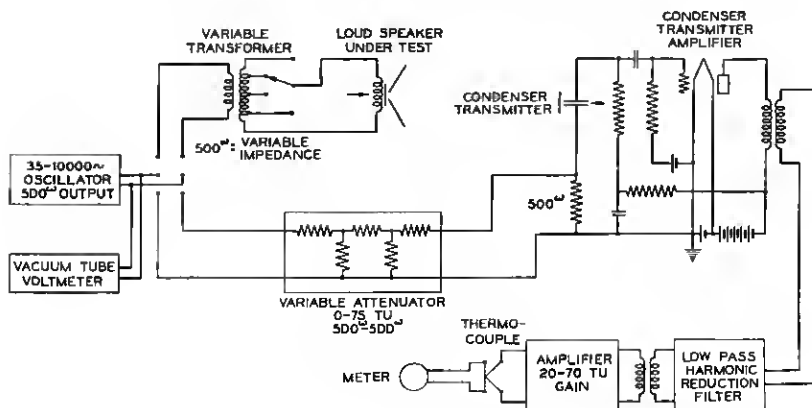 VARIABLE
TRANSFORMER
LOUD SPEAKER
UNDER TEST
CONDENSER
TRANSMITTER
AMPLIFIER
CONDENSER
TRANSMITTER
500ω: VARIABLE
IMPEDANCE
35-10000~
OSCILLATOR
500ω OUTPUT
500ω
VACUUM TUBE
VOLTMETER
VARIABLE ATTENUATOR
0-75 TU
500ω-500ω
THERMO-
COUPLE
METER
AMPLIFIER
20-70 TU
GAIN
LOW PASS
HARMONIC
REDUCTION
FILTER